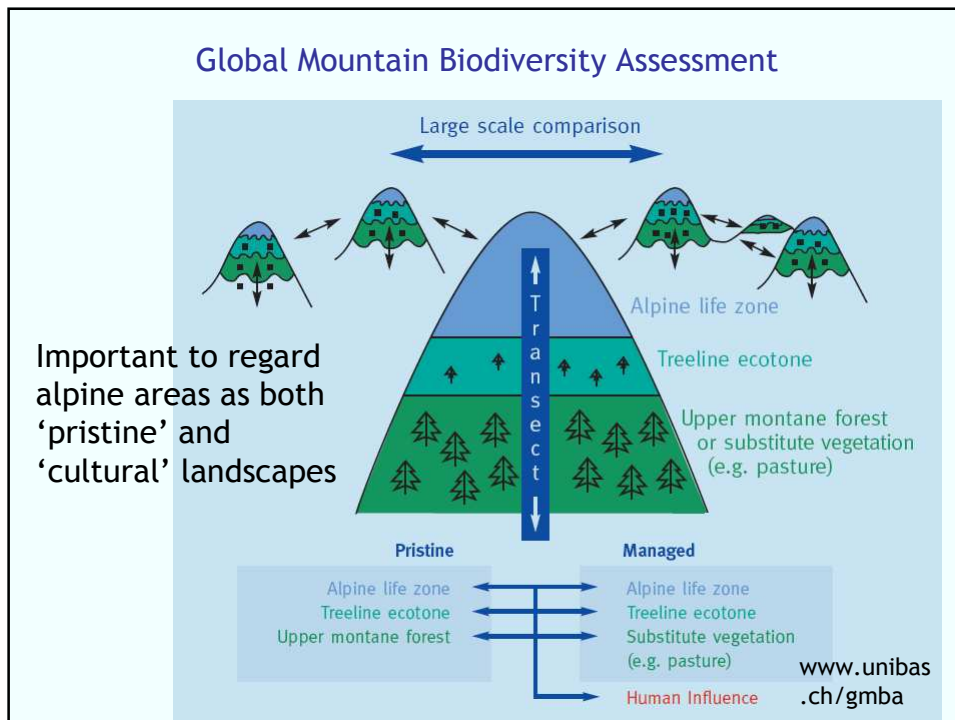 Global Mountain Biodiversity Assessment
Large scale comparison
Transect
Alpine life zone
Treeline ecotone
Upper montane forest
or substitute vegetation
(e.g. pasture)
Important to regard
alpine areas as both
‘pristine’ and
‘cultural’ landscapes
Pristine
Alpine life zone
Treeline ecotone
Upper montane forest
Managed
Alpine life zone
Treeline ecotone
Substitute vegetation
(e.g. pasture)
Human Influence
www.unibas
.ch/gmba